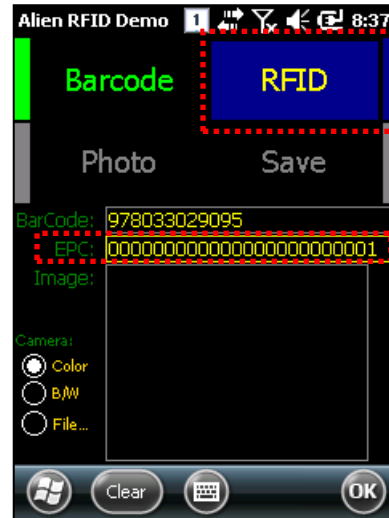 Alien RFID Demo 1 8:37
Barcode RFID
Photo Save
BarCode: 978033029095
EPC: 000000000000000000000001
Image:
Camera:
Color
B/W
File...
Clear OK